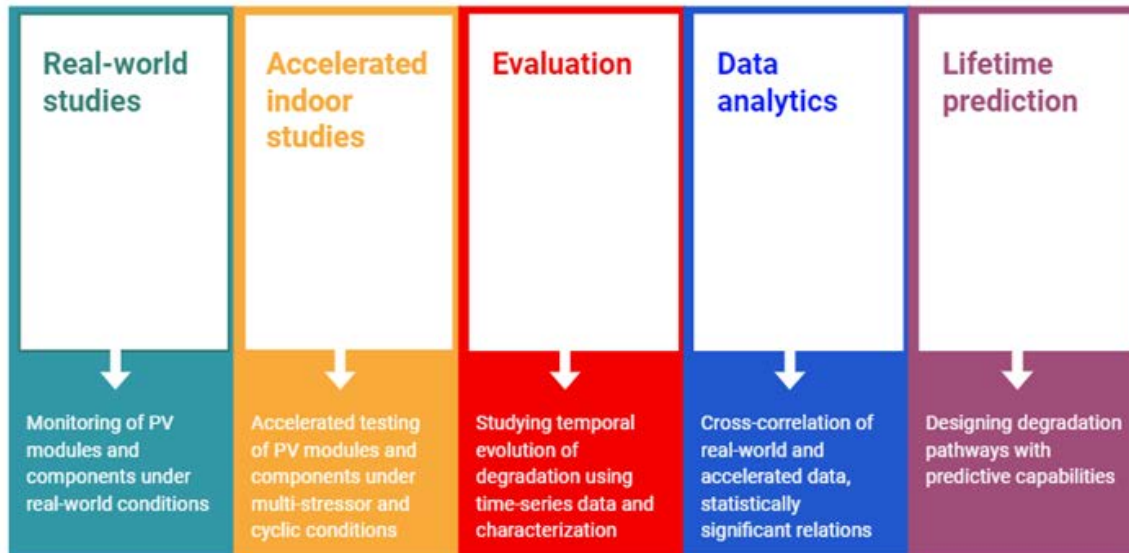 Real-world
studies
Accelerated
indoor
studies
Evaluation
Data
analytics
Lifetime
prediction
Monitoring of PV
modules and
components under
real-world conditions
Accelerated testing
of PV modules and
components under
multi-stressor and
cyclic conditions
Studying temporal
evolution of
degradation using
time-series data and
characterization
Cross-correlation of
real-world and
accelerated data,
statistically
significant relations
Designing degradation
pathways with
predictive capabilities